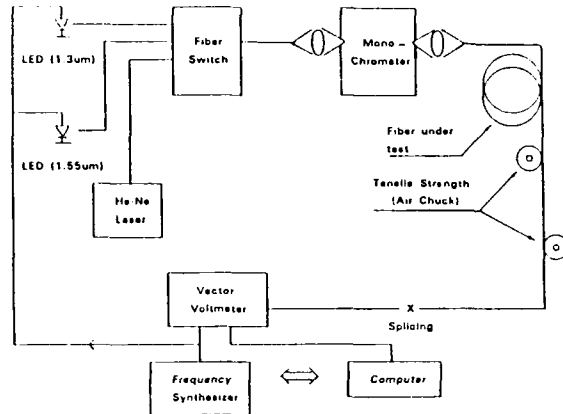 LED (1.3um)
Fiber
Switch
Mono-
Chromater
LED (1.55um)
He-Ne
Laser
Fiber under
test
Tensile Strength
(Air Chuck)
Vector
Voltmeter
x
Splicing
Frequency
Synthesizer
Computer